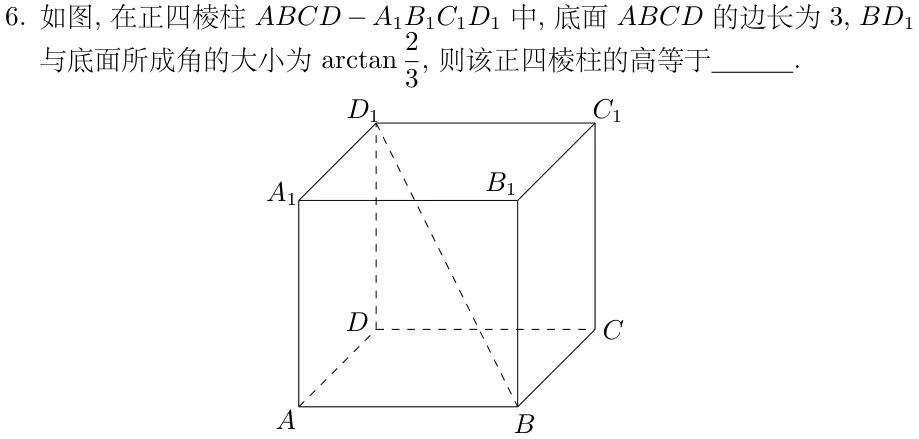 6. 如图, 在正四棱柱 ABCD − A₁B₁C₁D₁ 中, 底面 ABCD 的边长为 3, BD₁
与底面所成角的大小为 arctan 2/3, 则该正四棱柱的高等于______.
D₁ C₁
A₁ B₁
D C
A B